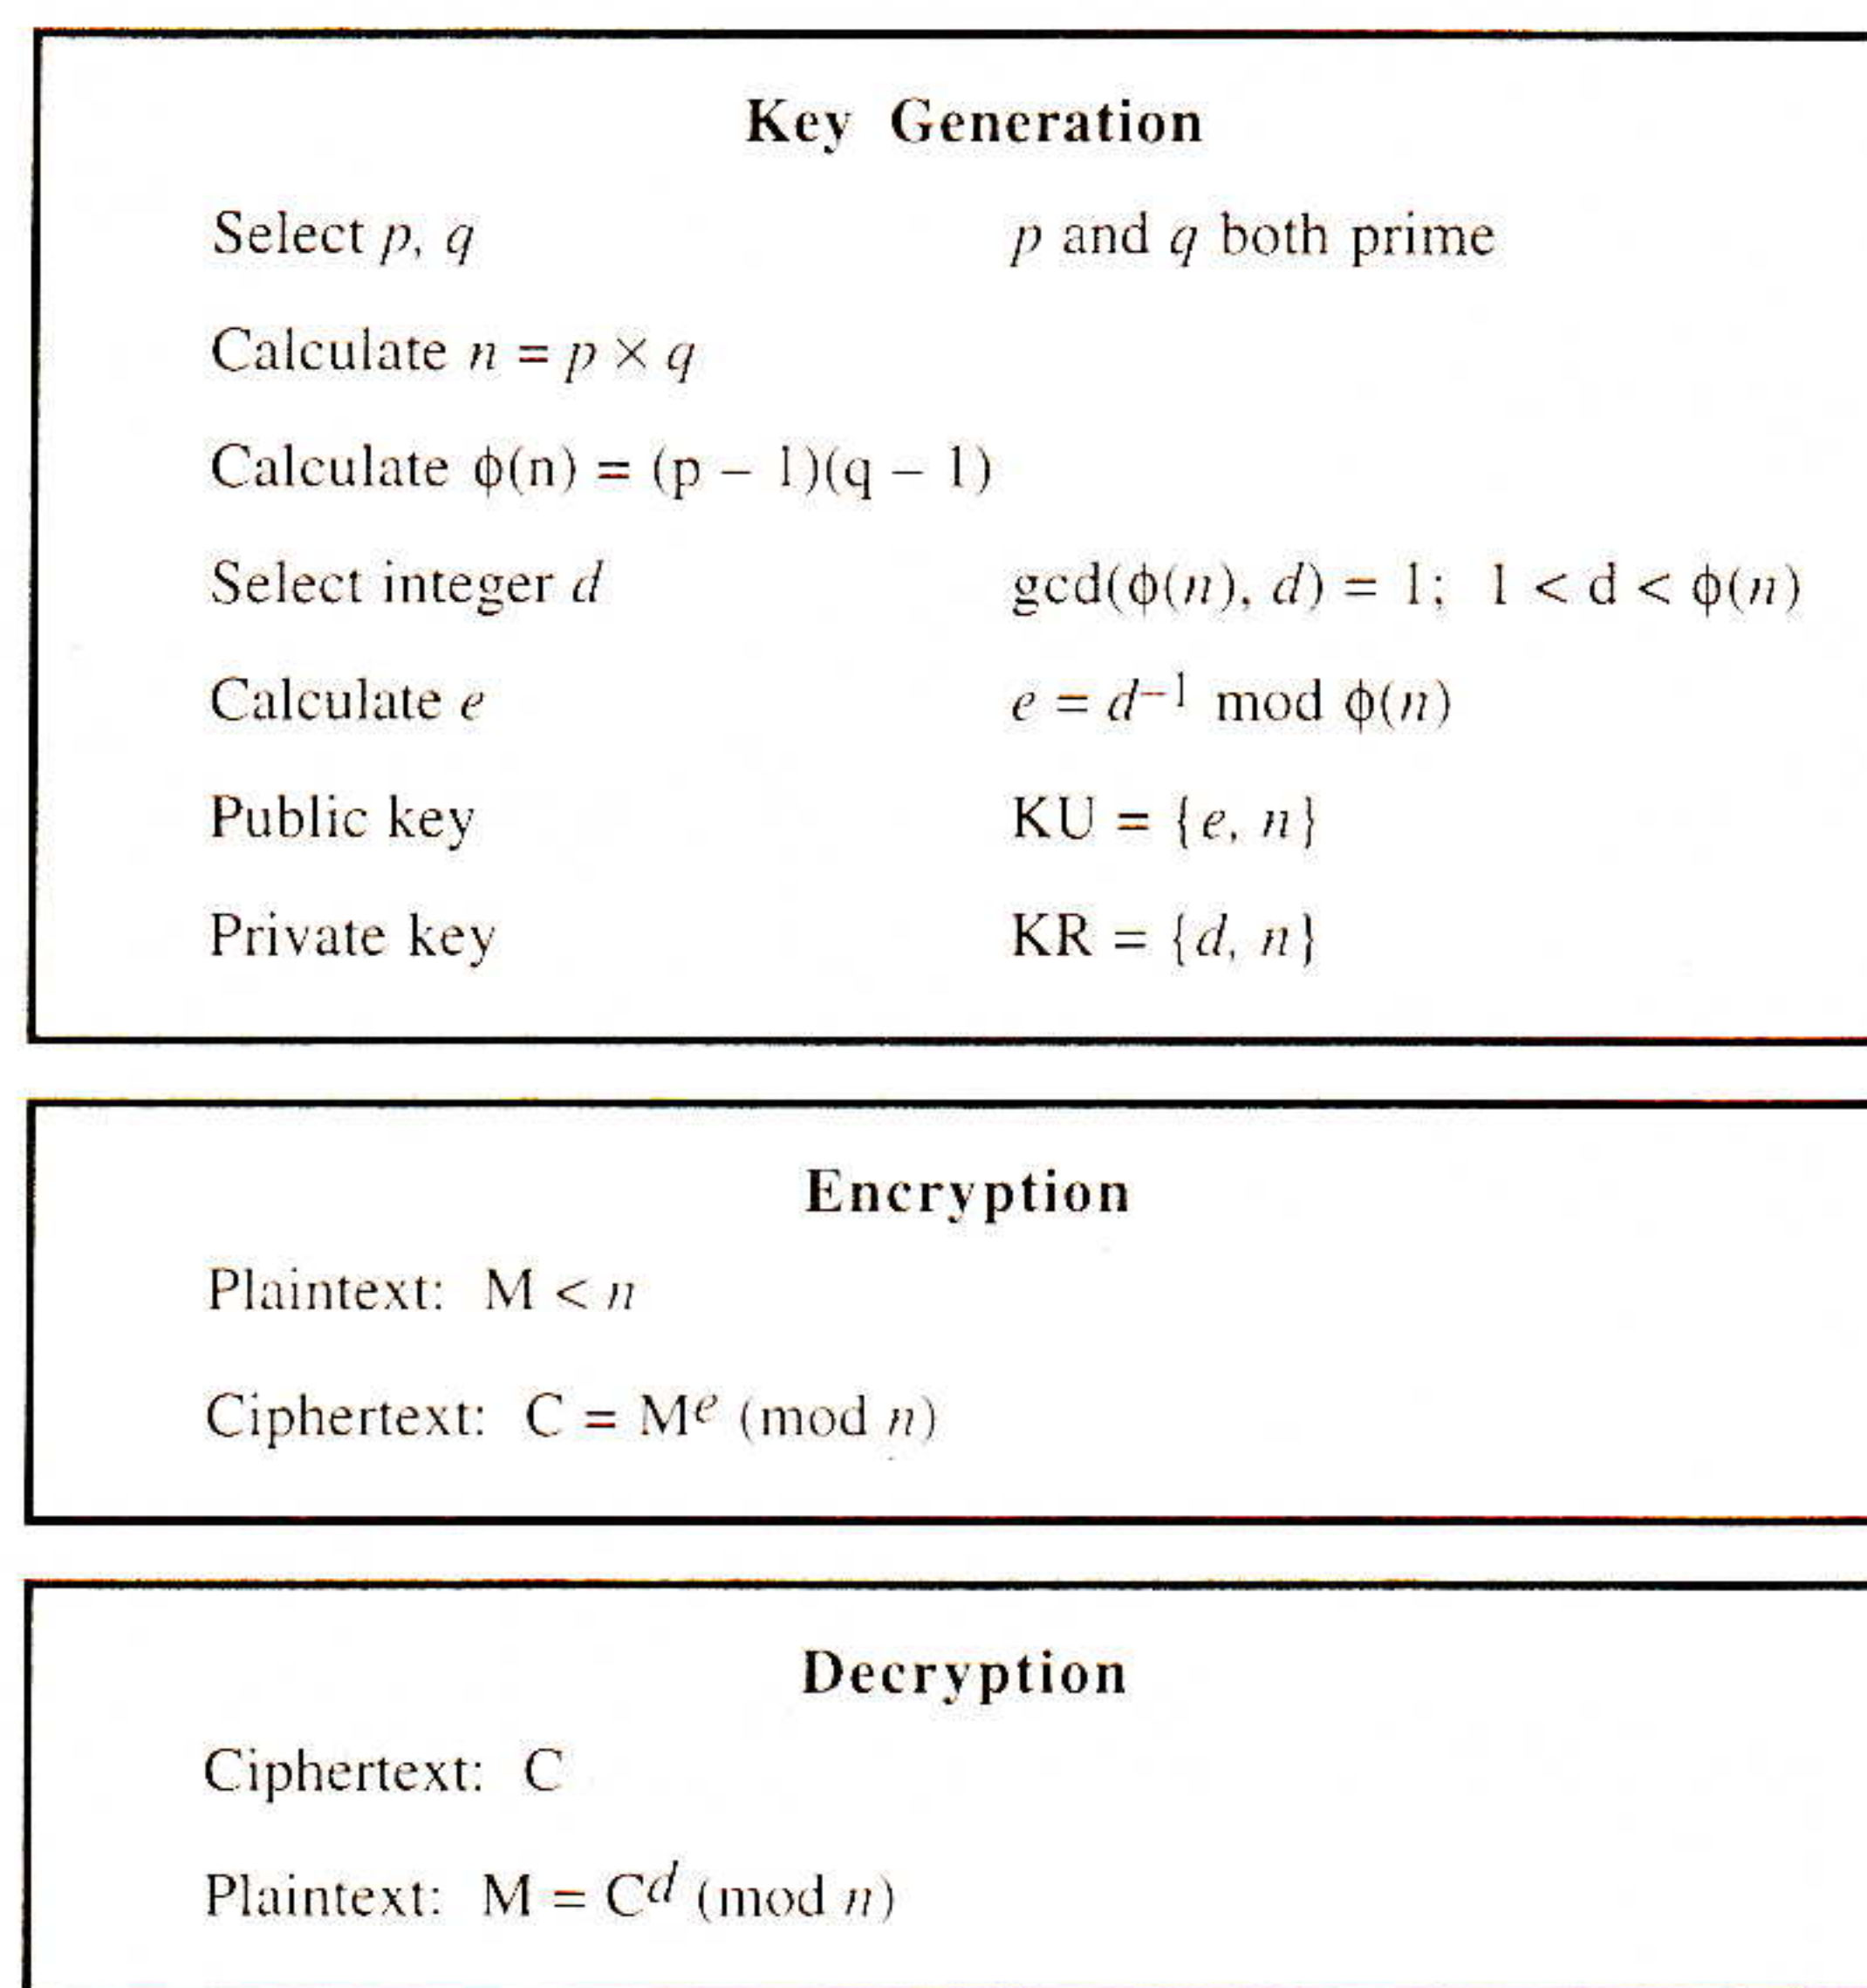 Key Generation
Select p, q p and q both prime
Calculate n = p × q
Calculate ϕ(n) = (p – 1)(q – 1)
Select integer d gcd(ϕ(n), d) = 1; 1 < d < ϕ(n)
Calculate e e = d⁻¹ mod ϕ(n)
Public key KU = {e, n}
Private key KR = {d, n}
Encryption
Plaintext: M < n
Ciphertext: C = Mᵉ (mod n)
Decryption
Ciphertext: C
Plaintext: M = Cᵈ (mod n)